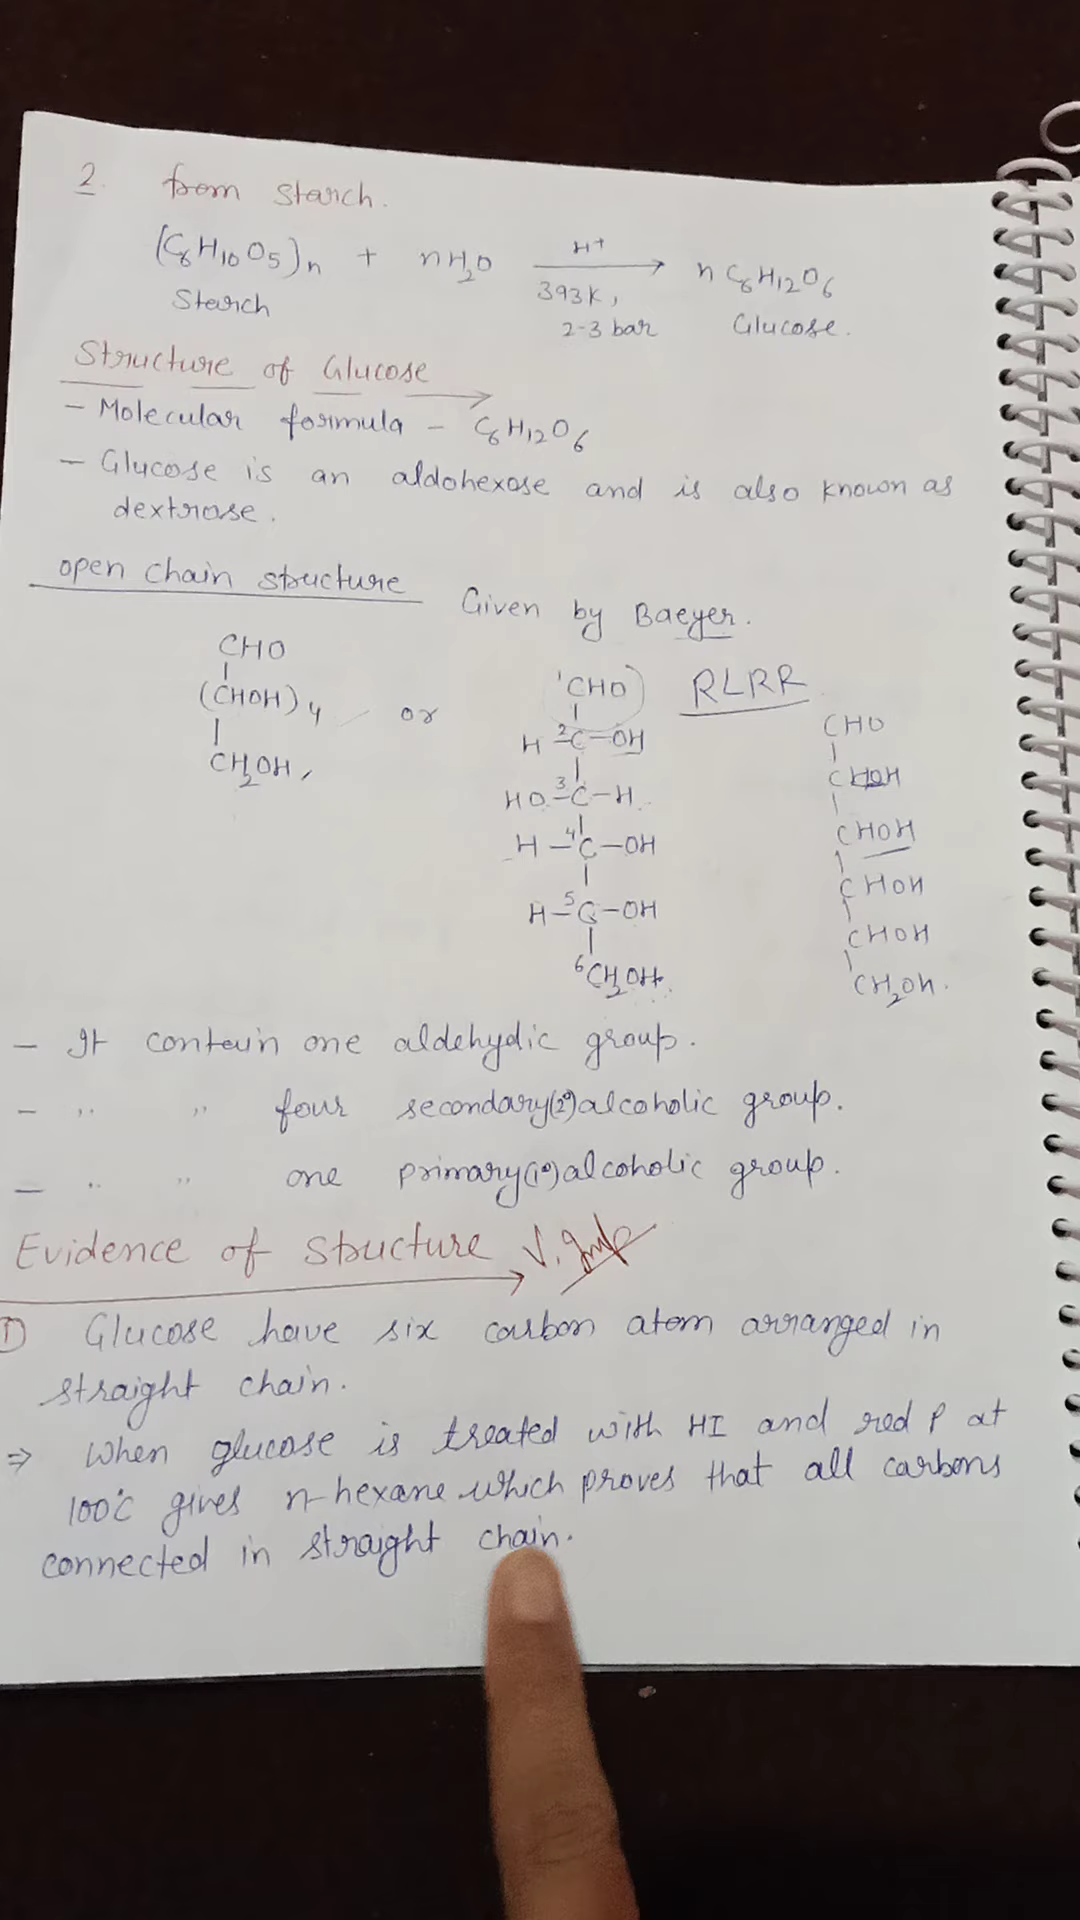 2. from starch.
(C6H10O5)n + nH2O H+ → n C6H12O6
Starch 393K, Glucose.
2-3 bar
Structure of Glucose
- Molecular formula - C6H12O6
- Glucose is an aldohexose and is also known as
dextrose.
open chain structure Given by Baeyer.
CHO
(CHOH)4
CH2OH,
or
1CHO
H-2C-OH
HO-3C-H
H-4C-OH
H-5C-OH
6CH2OH
RLRR
CHO
CHOH
CHOH
CHOH
CHOH
CH2OH.
- It contain one aldehydic group.
- " " four secondary(2°)alcoholic group.
- " " one primary(1°)alcoholic group.
Evidence of structure V. Imp
1) Glucose have six carbon atom arranged in
straight chain.
⇒ When glucose is treated with HI and red P at
100°C gives n-hexane which proves that all carbons
connected in straight chain.